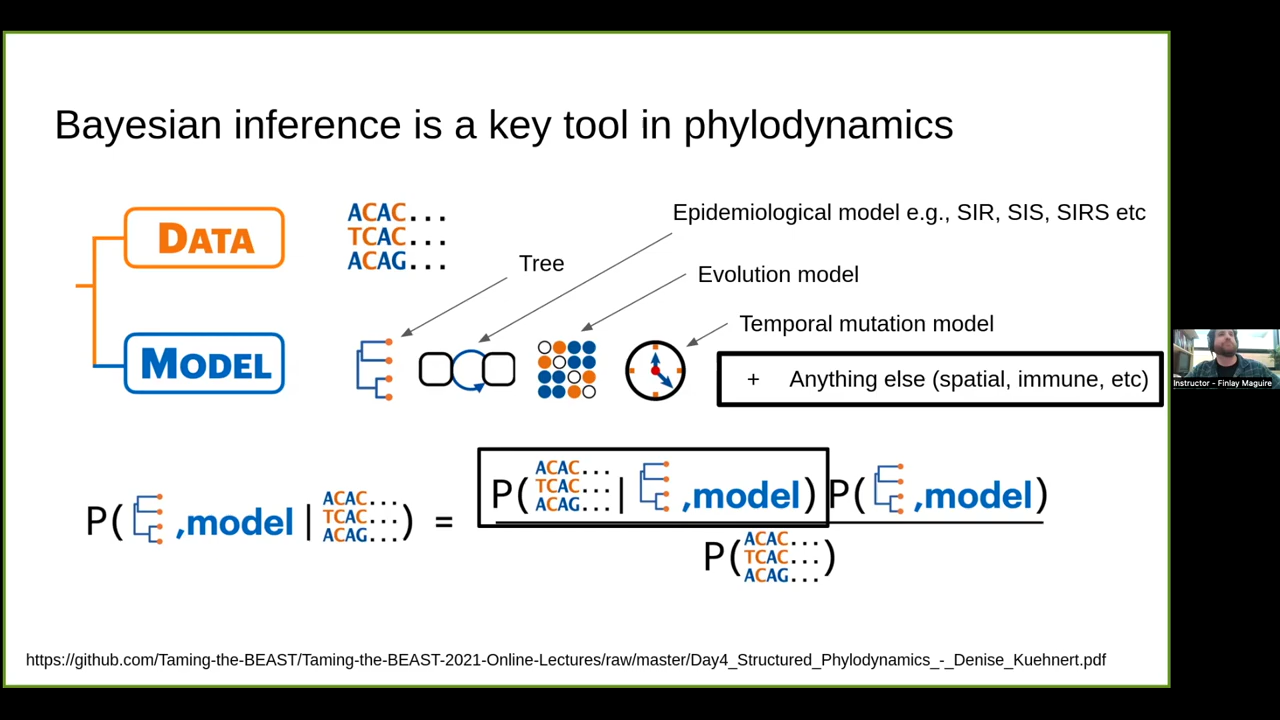 Bayesian inference is a key tool in phylodynamics
DATA
ACAC...
TCAC...
ACAG...
Epidemiological model e.g., SIR, SIS, SIRS etc
Tree
Evolution model
Temporal mutation model
MODEL
+ Anything else (spatial, immune, etc)
P( ,model | ACAC... TCAC... ACAG... ) =
P( ACAC... TCAC... ACAG... | ,model) P( ,model)
P( ACAC... TCAC... ACAG... )
https://github.com/Taming-the-BEAST/Taming-the-BEAST-2021-Online-Lectures/raw/master/Day4_Structured_Phylodynamics_-_Denise_Kuehnert.pdf
Instructor - Finlay Maguire